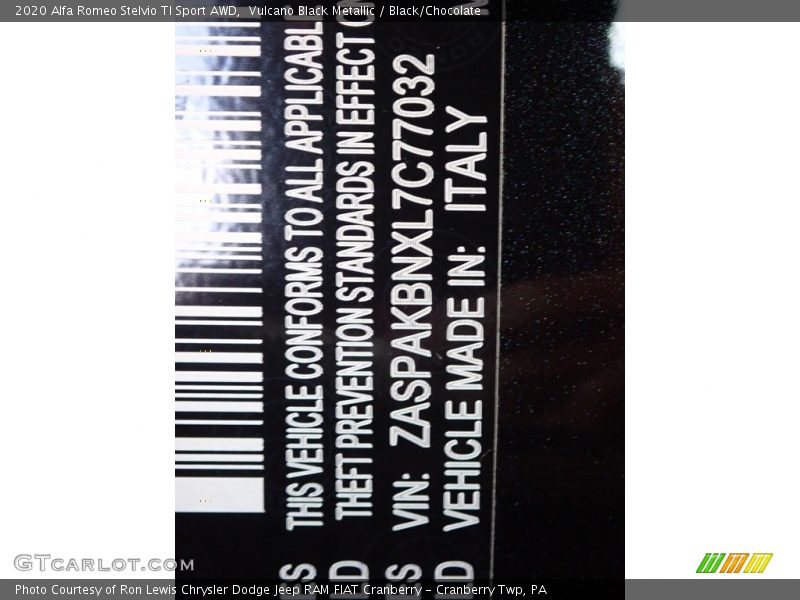 2020 Alfa Romeo Stelvio TI Sport AWD,  Vulcano Black Metallic / Black/Chocolate
THIS VEHICLE CONFORMS TO ALL APPLICABLE
THEFT PREVENTION STANDARDS IN EFFECT
VIN: ZASPAKBNXL7C77032
VEHICLE MADE IN: ITALY
GTCARLOT.COM™
Photo Courtesy of Ron Lewis Chrysler Dodge Jeep RAM FIAT Cranberry – Cranberry Twp, PA